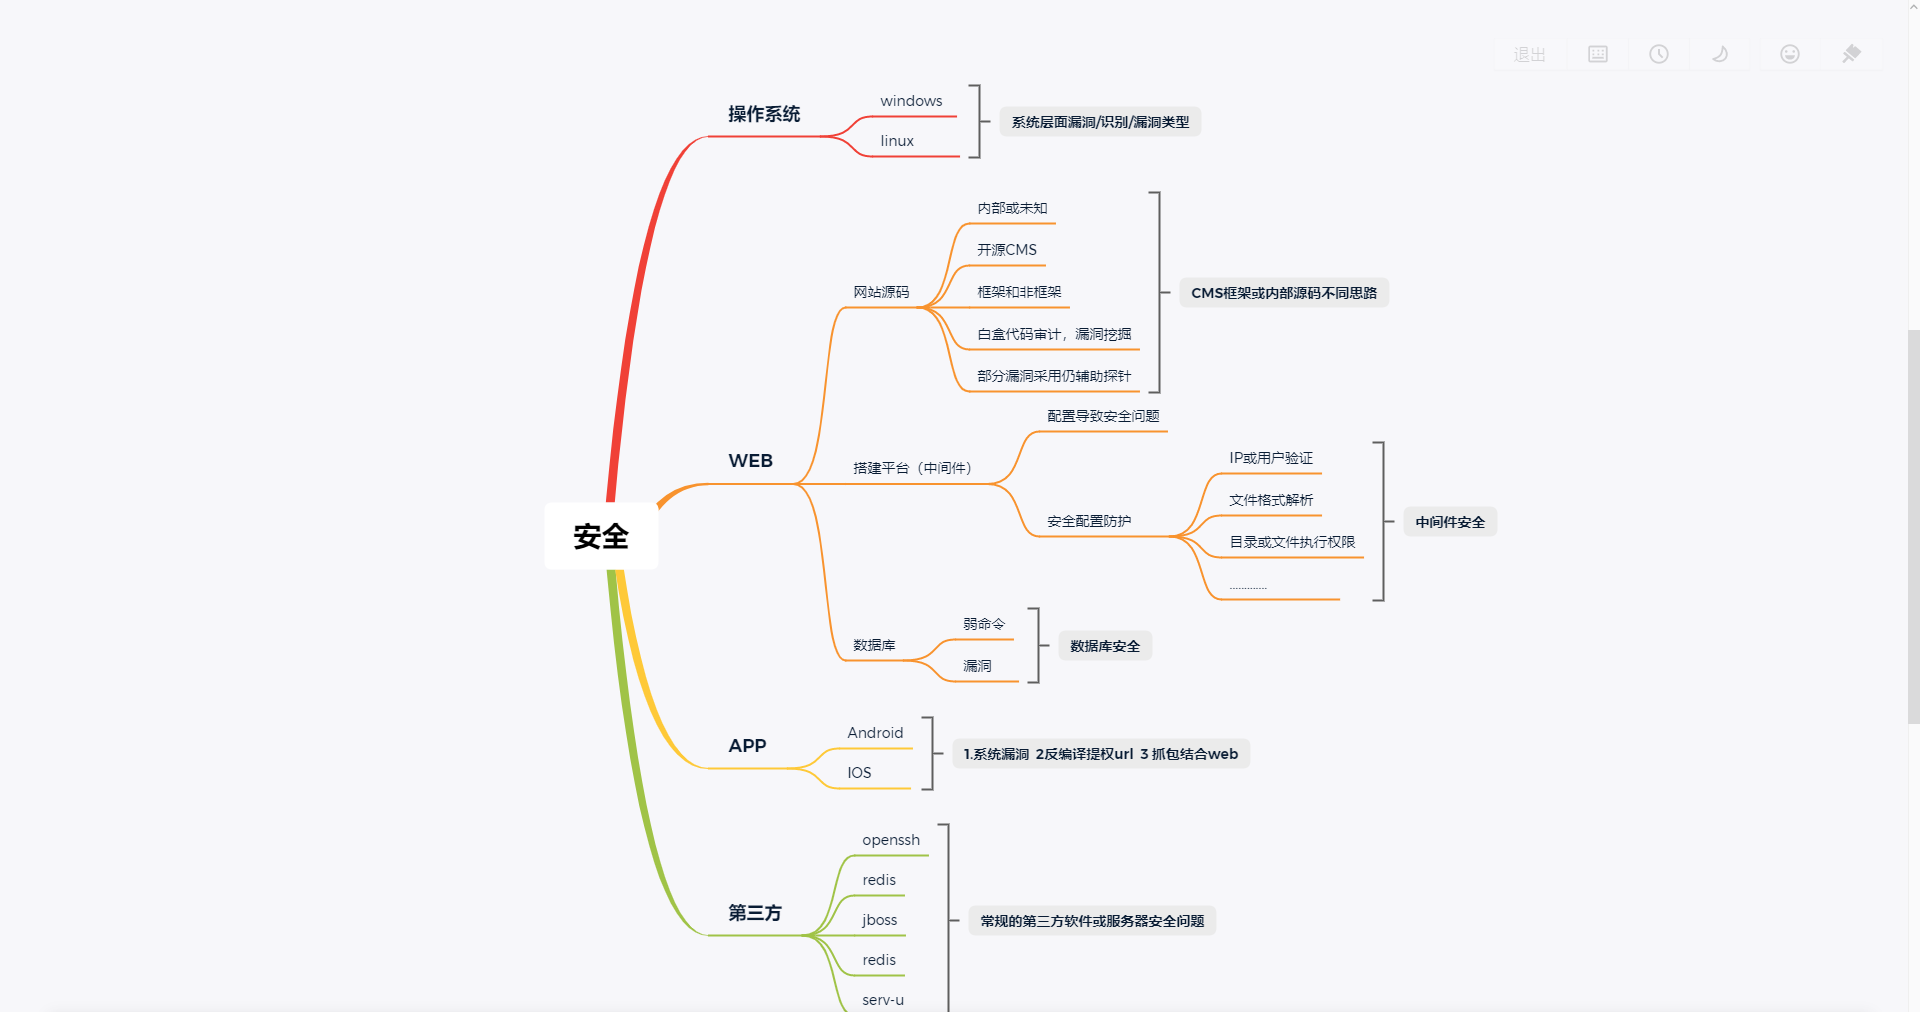 退出
操作系统
windows
linux
系统层面漏洞/识别/漏洞类型
安全
WEB
网站源码
内部或未知
开源CMS
框架和非框架
白盒代码审计，漏洞挖掘
部分漏洞采用仍辅助探针
CMS框架或内部源码不同思路
搭建平台（中间件）
配置导致安全问题
安全配置防护
IP或用户验证
文件格式解析
目录或文件执行权限
.............
中间件安全
数据库
弱命令
漏洞
数据库安全
APP
Android
IOS
1.系统漏洞 2反编译提权url 3 抓包结合web
第三方
openssh
redis
jboss
redis
serv-u
常规的第三方软件或服务器安全问题